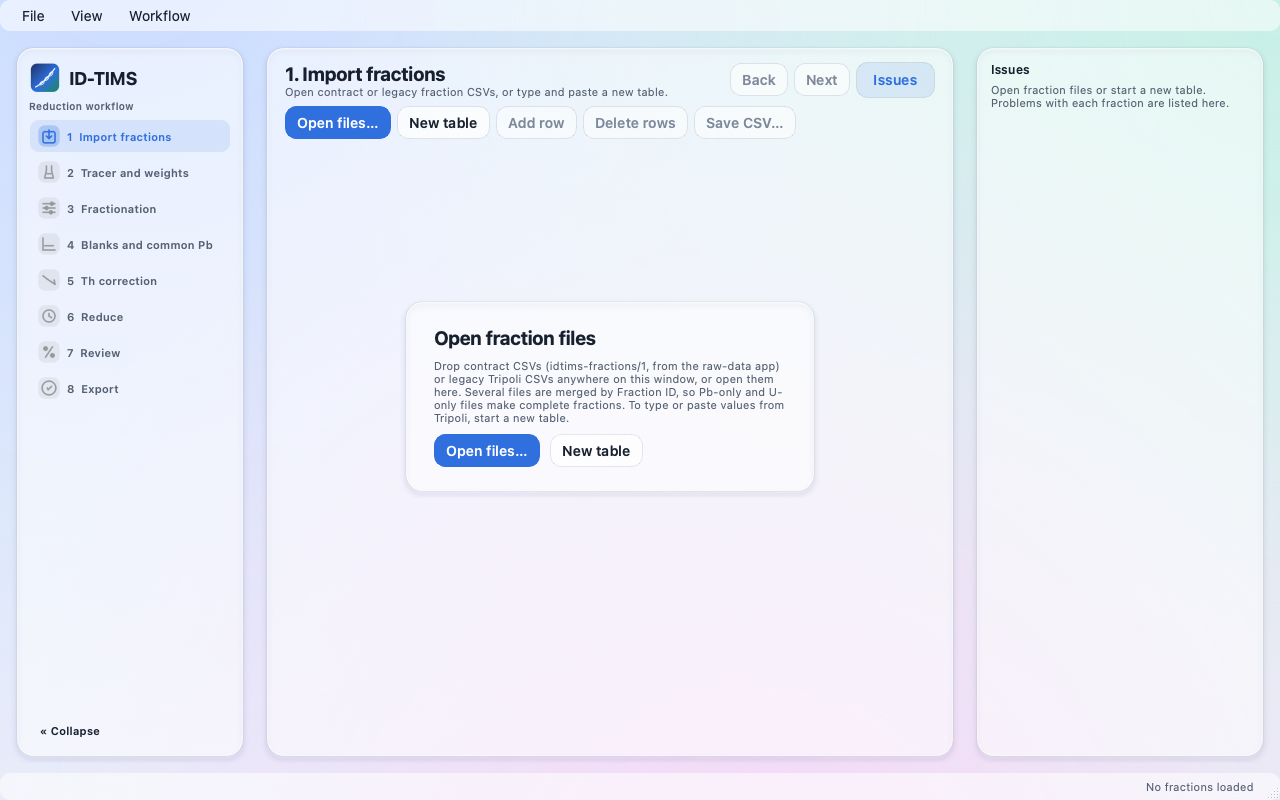 File View Workflow
ID-TIMS
Reduction workflow
1 Import fractions
2 Tracer and weights
3 Fractionation
4 Blanks and common Pb
5 Th correction
6 Reduce
7 Review
8 Export
« Collapse
1. Import fractions
Open contract or legacy fraction CSVs, or type and paste a new table.
Back Next Issues
Open files... New table Add row Delete rows Save CSV...
Open fraction files
Drop contract CSVs (idtims-fractions/1, from the raw-data app)
or legacy Tripoli CSVs anywhere on this window, or open them
here. Several files are merged by Fraction ID, so Pb-only and U-
only files make complete fractions. To type or paste values from
Tripoli, start a new table.
Open files... New table
Issues
Open fraction files or start a new table.
Problems with each fraction are listed here.
No fractions loaded